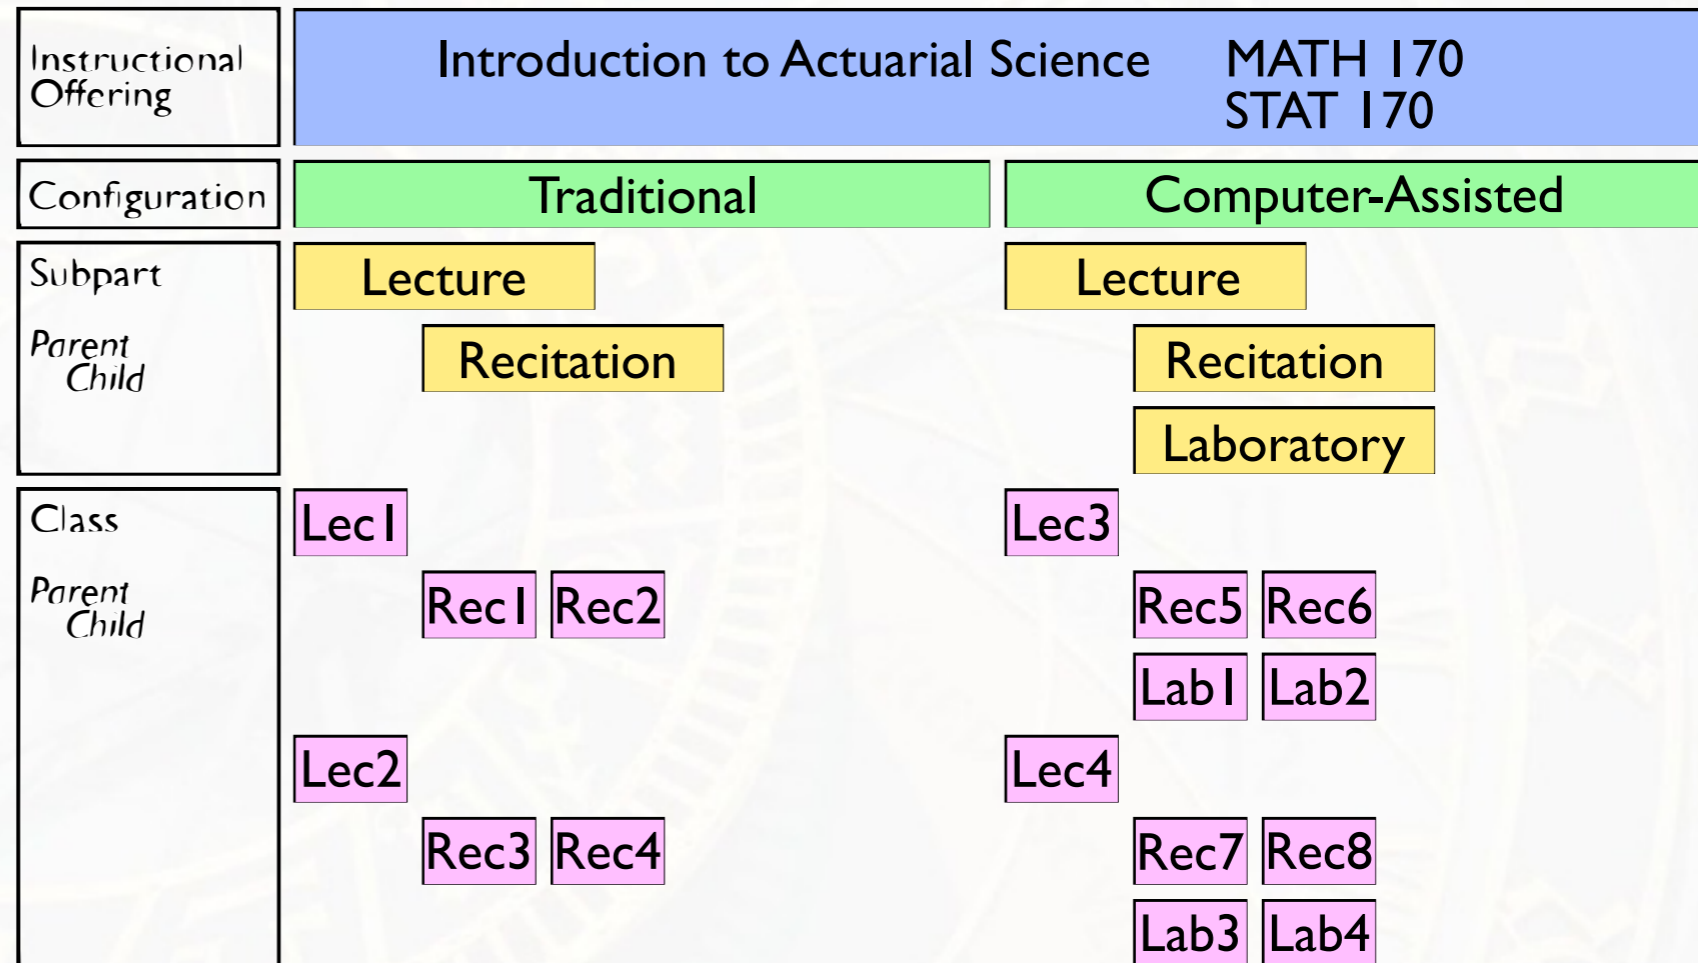 Instructional
Offering
Introduction to Actuarial Science MATH 170
STAT 170
Configuration
Traditional
Computer-Assisted
Subpart
Parent
Child
Lecture
Lecture
Recitation
Recitation
Laboratory
Class
Parent
Child
Lec1
Lec3
Rec1 Rec2
Rec5 Rec6
Lab1 Lab2
Lec2
Lec4
Rec3 Rec4
Rec7 Rec8
Lab3 Lab4